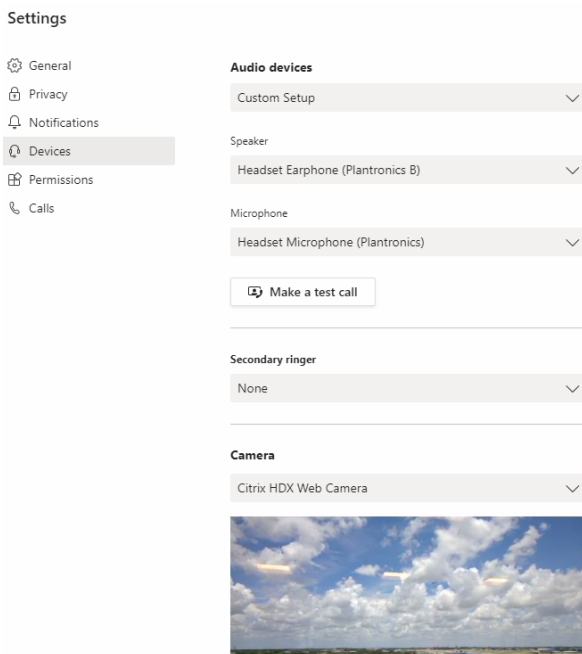 Settings
General
Privacy
Notifications
Devices
Permissions
Calls
Audio devices
Custom Setup
Speaker
Headset Earphone (Plantronics B)
Microphone
Headset Microphone (Plantronics)
Make a test call
Secondary ringer
None
Camera
Citrix HDX Web Camera